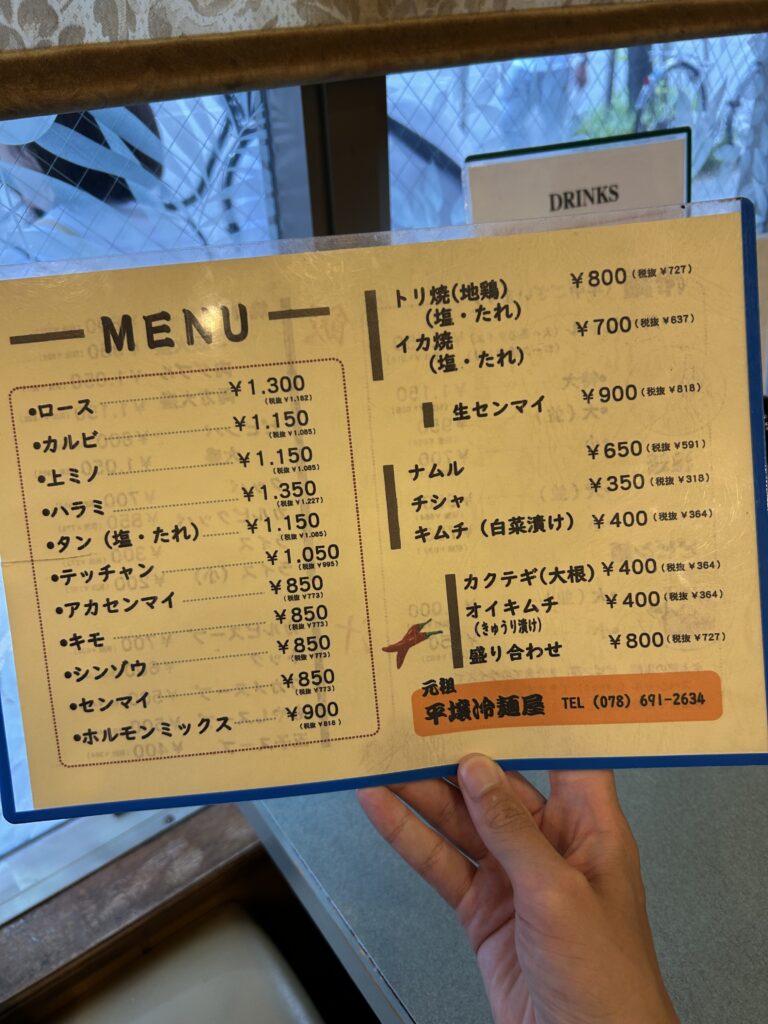 DRINKS
MENU
•ロース ¥1.300 (税抜 ¥1.182)
•カルビ ¥1.150 (税抜 ¥1.085)
•上ミノ ¥1.150 (税抜 ¥1.085)
•ハラミ ¥1.350 (税抜 ¥1.227)
•タン（塩・たれ） ¥1.150 (税抜 ¥1.085)
•テッチャン ¥1.050 (税抜 ¥995)
•アカセンマイ ¥850 (税抜 ¥773)
•キモ ¥850 (税抜 ¥773)
•シンゾウ ¥850 (税抜 ¥773)
•センマイ ¥850 (税抜 ¥773)
•ホルモンミックス ¥900 (税抜 ¥818)
トリ焼(地鶏) ¥800 (税抜 ¥727)
(塩・たれ)
イカ焼 ¥700 (税抜 ¥637)
(塩・たれ)
生センマイ ¥900 (税抜 ¥818)
ナムル ¥650 (税抜 ¥591)
チシャ ¥350 (税抜 ¥318)
キムチ（白菜漬け） ¥400 (税抜 ¥364)
カクテギ(大根) ¥400 (税抜 ¥364)
オイキムチ ¥400 (税抜 ¥364)
(きゅうり漬け)
盛り合わせ ¥800 (税抜 ¥727)
元祖
平壌冷麺屋 TEL (078) 691-2634